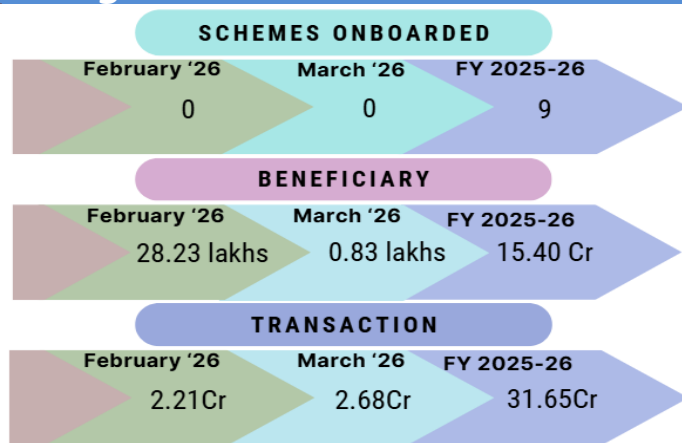 SCHEMES ONBOARDED
February ‘26 March ‘26 FY 2025-26
0 0 9
BENEFICIARY
February ‘26 March ‘26 FY 2025-26
28.23 lakhs 0.83 lakhs 15.40 Cr
TRANSACTION
February ‘26 March ‘26 FY 2025-26
2.21Cr 2.68Cr 31.65Cr